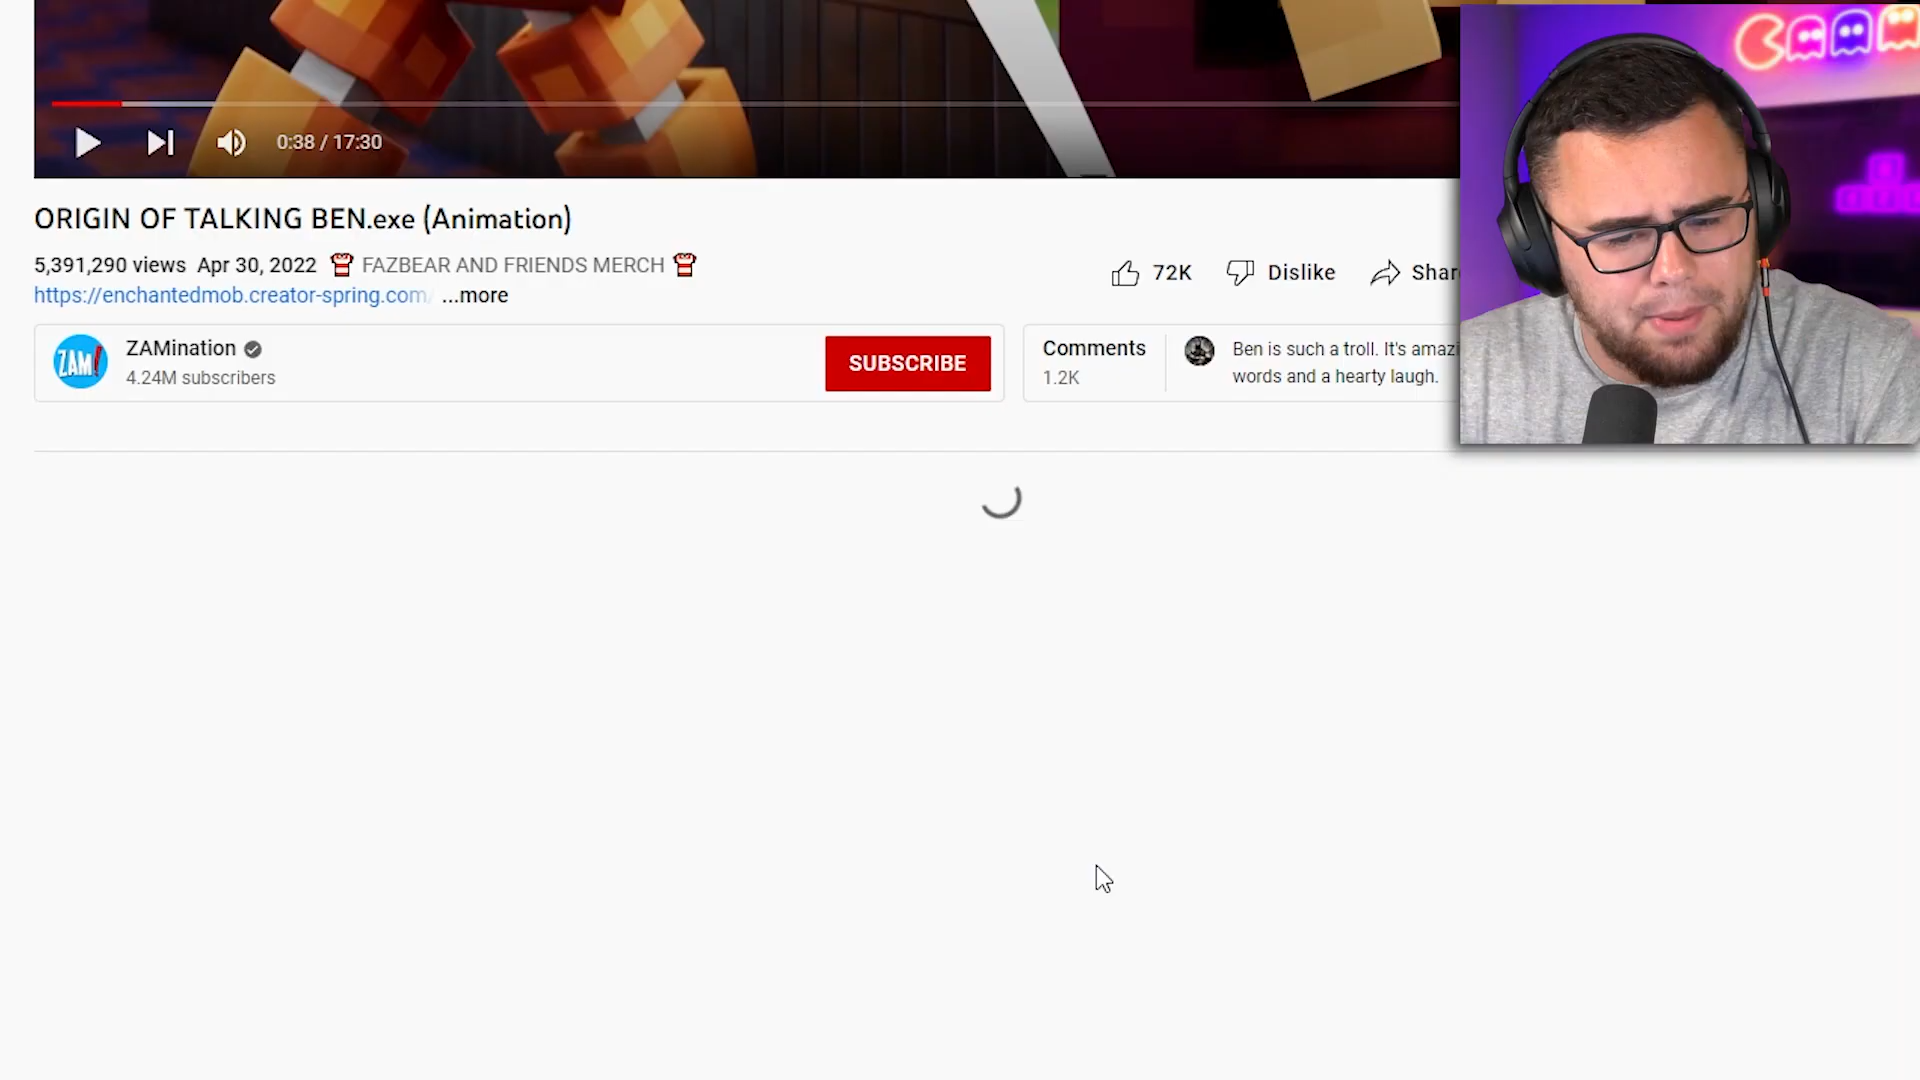 0:38 / 17:30
ORIGIN OF TALKING BEN.exe (Animation)
5,391,290 views Apr 30, 2022 FAZBEAR AND FRIENDS MERCH
https://enchantedmob.creator-spring.com/ ...more
72K Dislike Shar
ZAM!
ZAMination
4.24M subscribers
SUBSCRIBE
Comments
1.2K
Ben is such a troll. It's amazi
words and a hearty laugh.